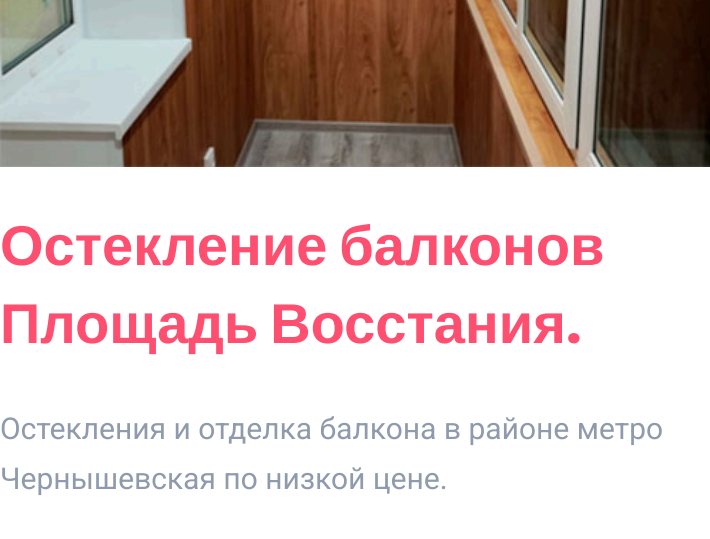 Остекление балконов
Площадь Восстания.
Остекления и отделка балкона в районе метро
Чернышевская по низкой цене.